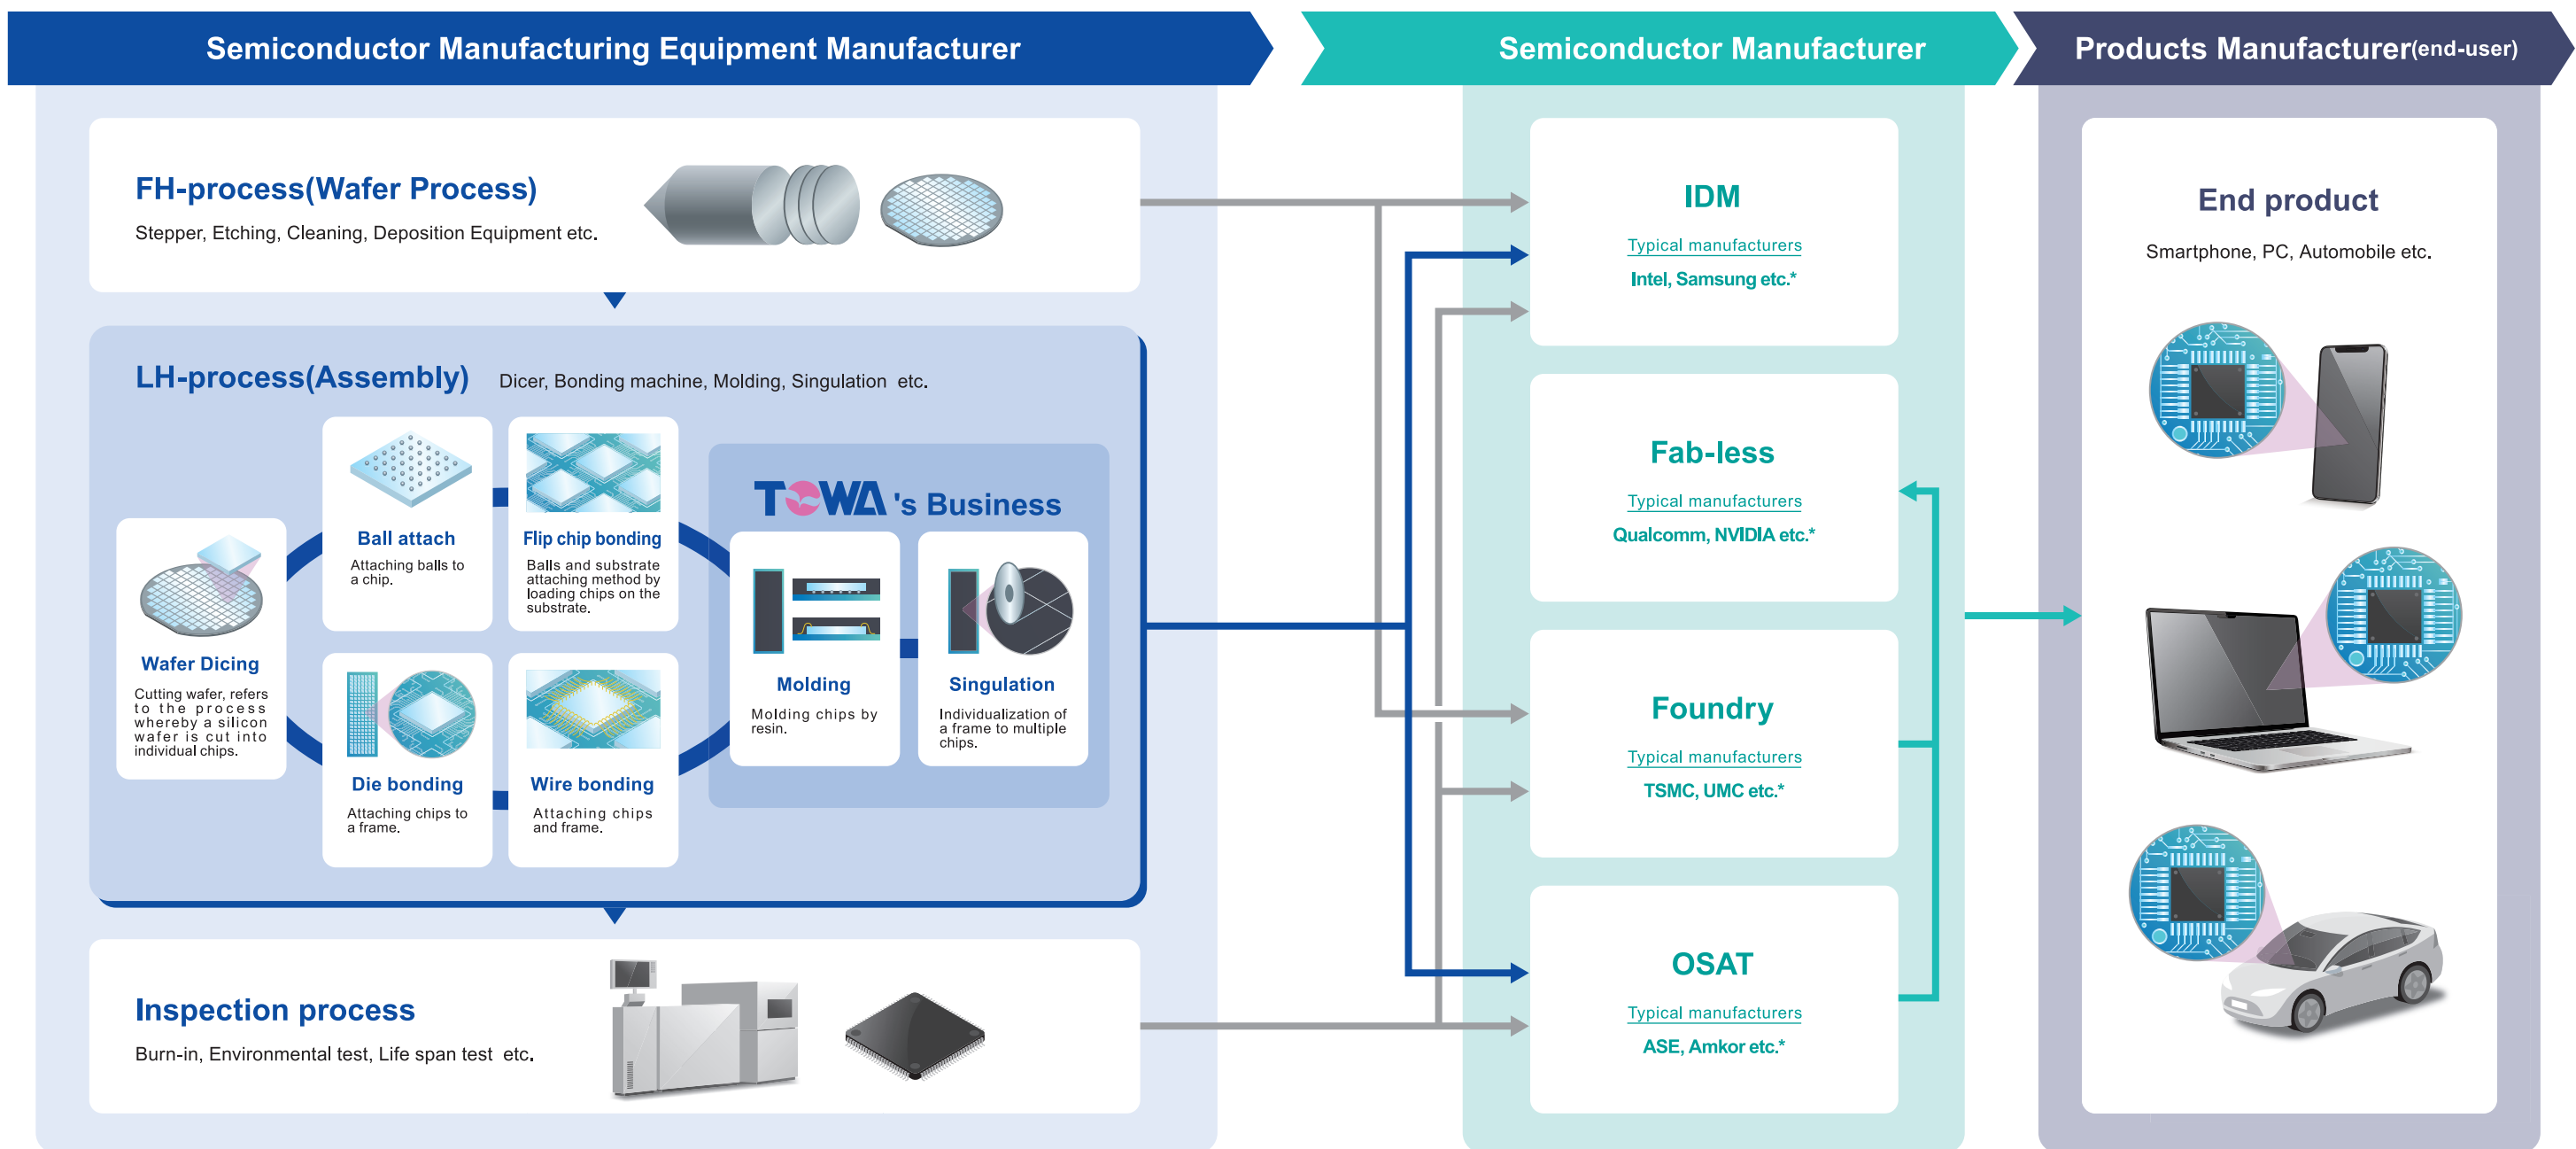 Semiconductor Manufacturing Equipment Manufacturer
Semiconductor Manufacturer
Products Manufacturer(end-user)
FH-process(Wafer Process)
Stepper, Etching, Cleaning, Deposition Equipment etc.
LH-process(Assembly)
Dicer, Bonding machine, Molding, Singulation etc.
Wafer Dicing
Cutting wafer, refers
to the process
whereby a silicon
wafer is cut into
individual chips.
Ball attach
Attaching balls to
a chip.
Flip chip bonding
Balls and substrate
attaching method by
loading chips on the
substrate.
Die bonding
Attaching chips to
a frame.
Wire bonding
Attaching chips
and frame.
TOWA's Business
Molding
Molding chips by
resin.
Singulation
Individualization of
a frame to multiple
chips.
Inspection process
Burn-in, Environmental test, Life span test etc.
IDM
Typical manufacturers
Intel, Samsung etc.*
Fab-less
Typical manufacturers
Qualcomm, NVIDIA etc.*
Foundry
Typical manufacturers
TSMC, UMC etc.*
OSAT
Typical manufacturers
ASE, Amkor etc.*
End product
Smartphone, PC, Automobile etc.